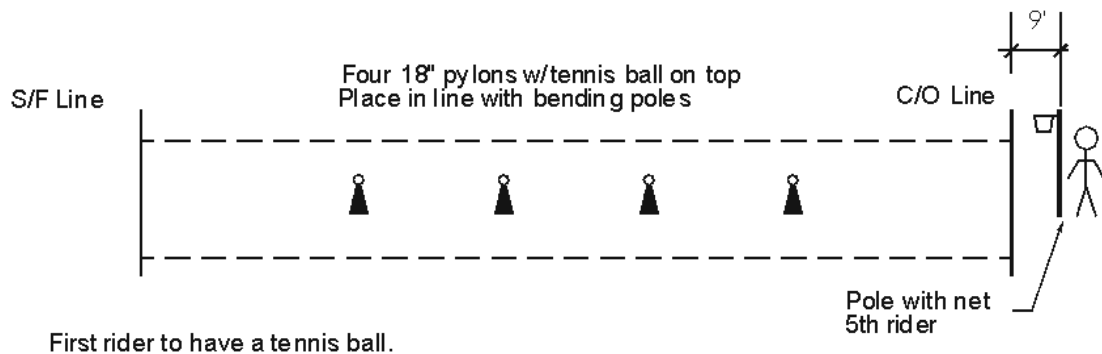 9'
Four 18" pylons w/tennis ball on top
Place in line with bending poles
S/F Line
C/O Line
Pole with net
5th rider
First rider to have a tennis ball.